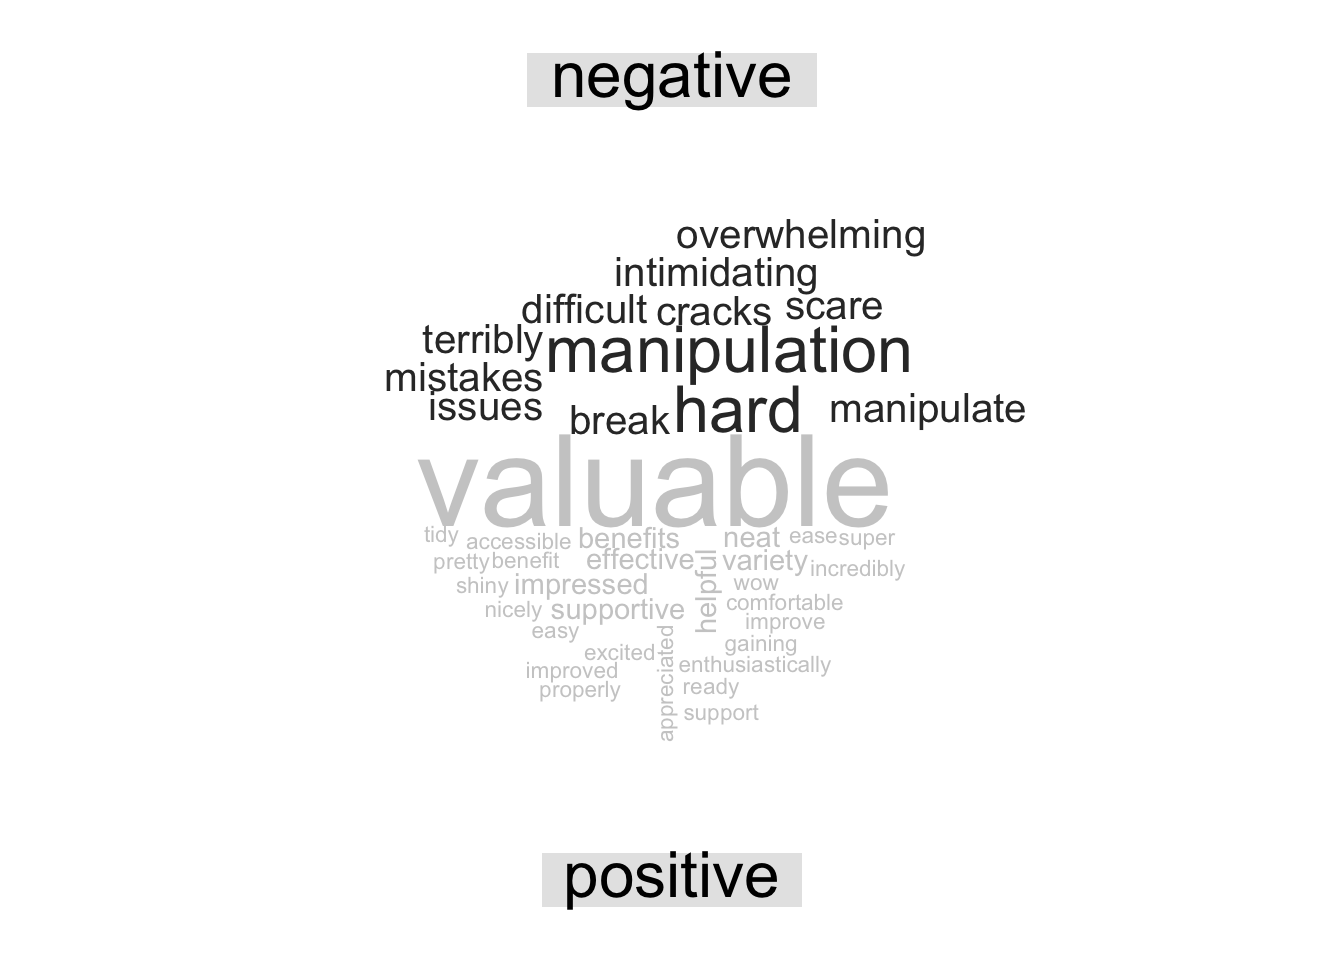 negative
overwhelming
intimidating
difficult cracks scare
terribly manipulation
mistakes
issues break hard manipulate
valuable
tidy accessible benefits neat ease super
pretty benefit effective helpful variety incredibly
shiny impressed wow
nicely supportive comfortable
improve
easy gaining
excited appreciated enthusiastically
improved
properly ready
support
positive